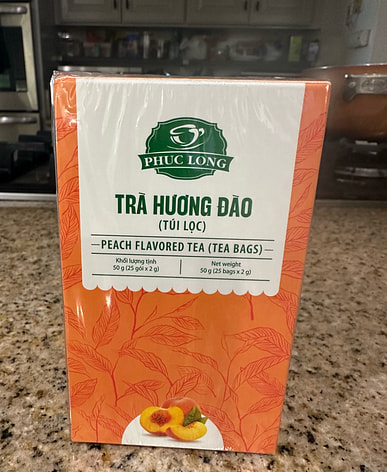 PHUC LONG
TRÀ HƯƠNG ĐÀO
(TÚI LỌC)
PEACH FLAVORED TEA (TEA BAGS)
Khối lượng tịnh
50 g (25 gói x 2 g)
Net weight
50 g (25 bags x 2 g)